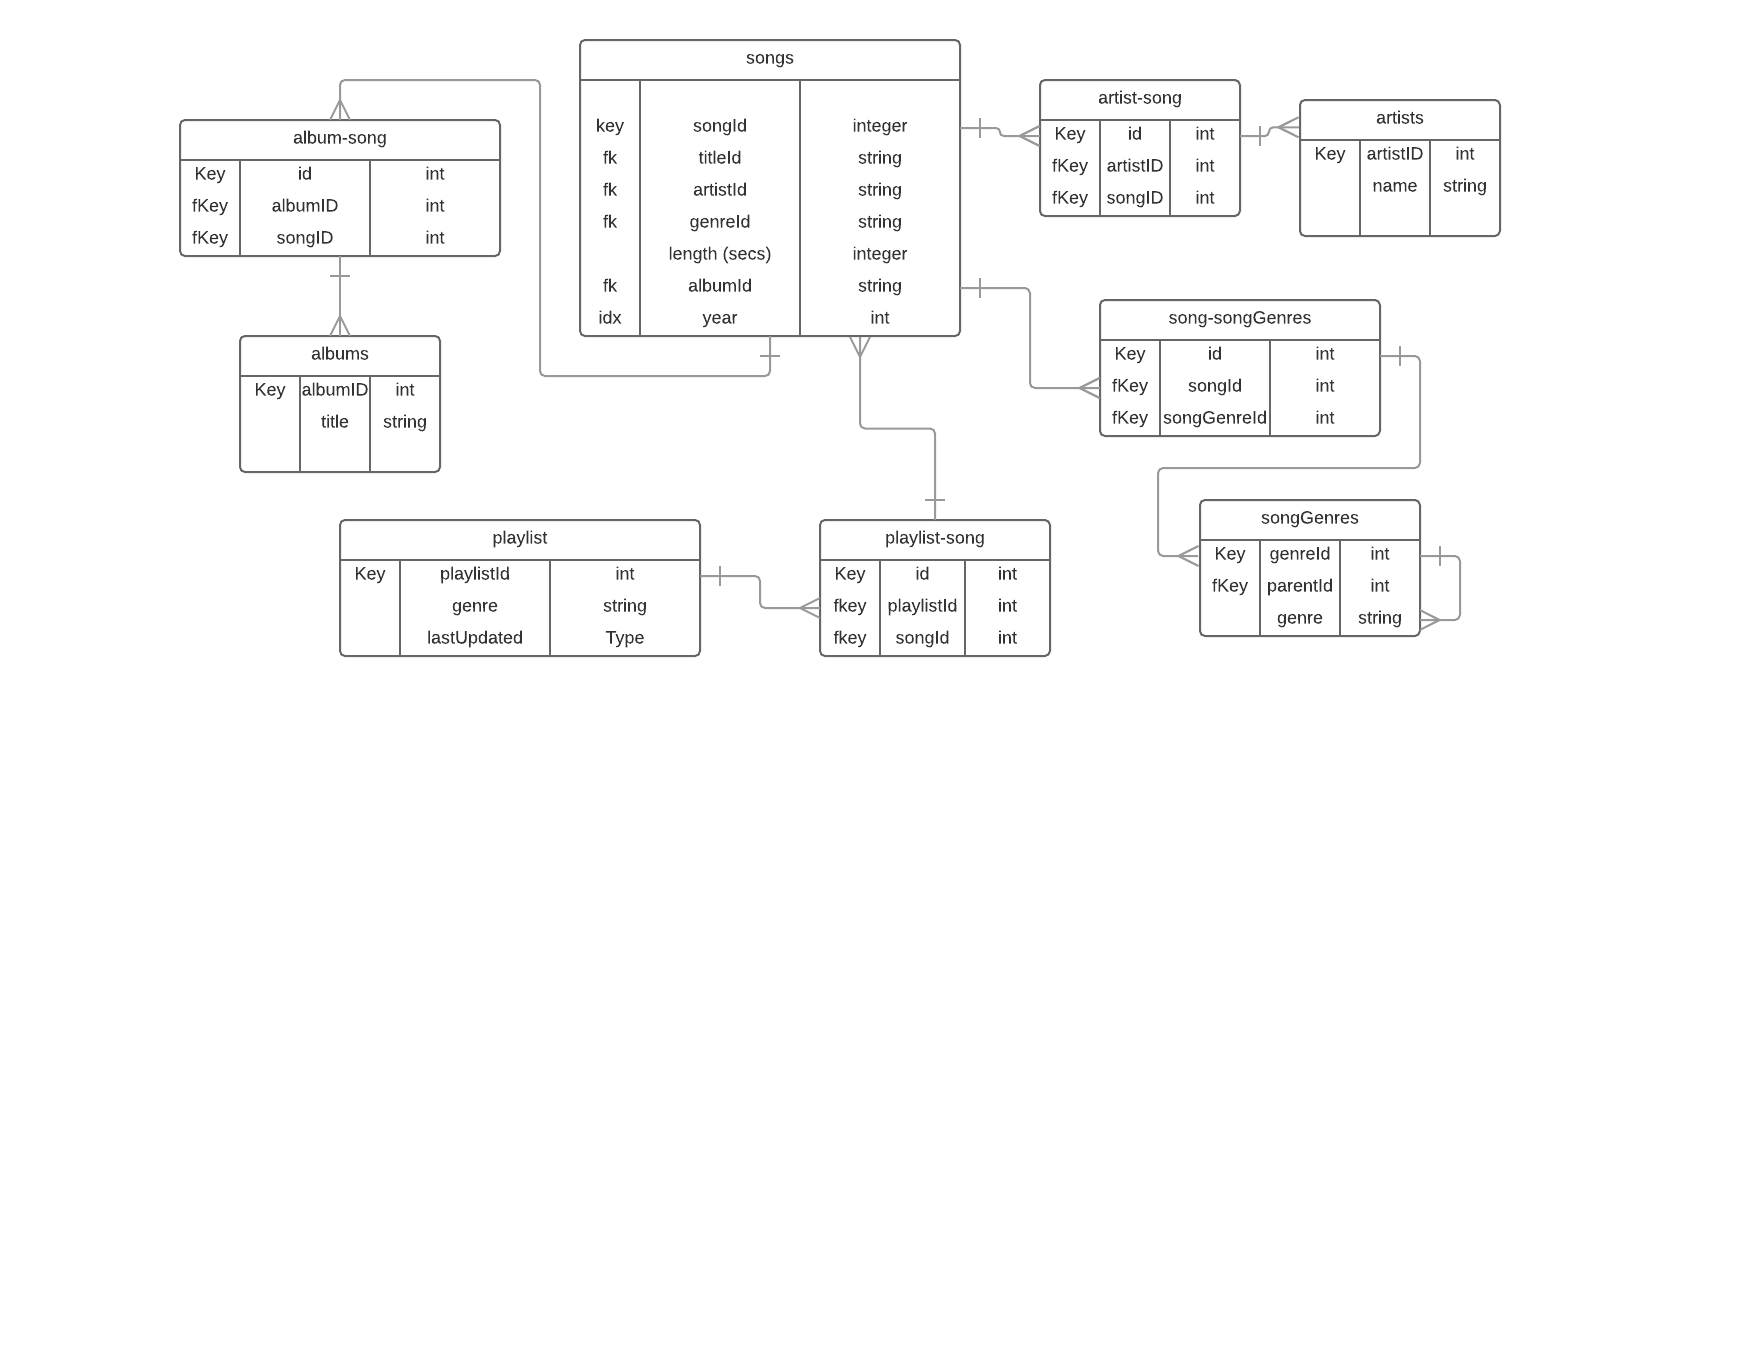 songs
key songId integer
fk titleId string
fk artistId string
fk genreId string
length (secs) integer
fk albumId string
idx year int
album-song
Key id int
fKey albumID int
fKey songID int
albums
Key albumID int
title string
artist-song
Key id int
fKey artistID int
fKey songID int
artists
Key artistID int
name string
song-songGenres
Key id int
fKey songId int
fKey songGenreId int
songGenres
Key genreId int
fKey parentId int
genre string
playlist
Key playlistId int
genre string
lastUpdated Type
playlist-song
Key id int
fkey playlistId int
fkey songId int